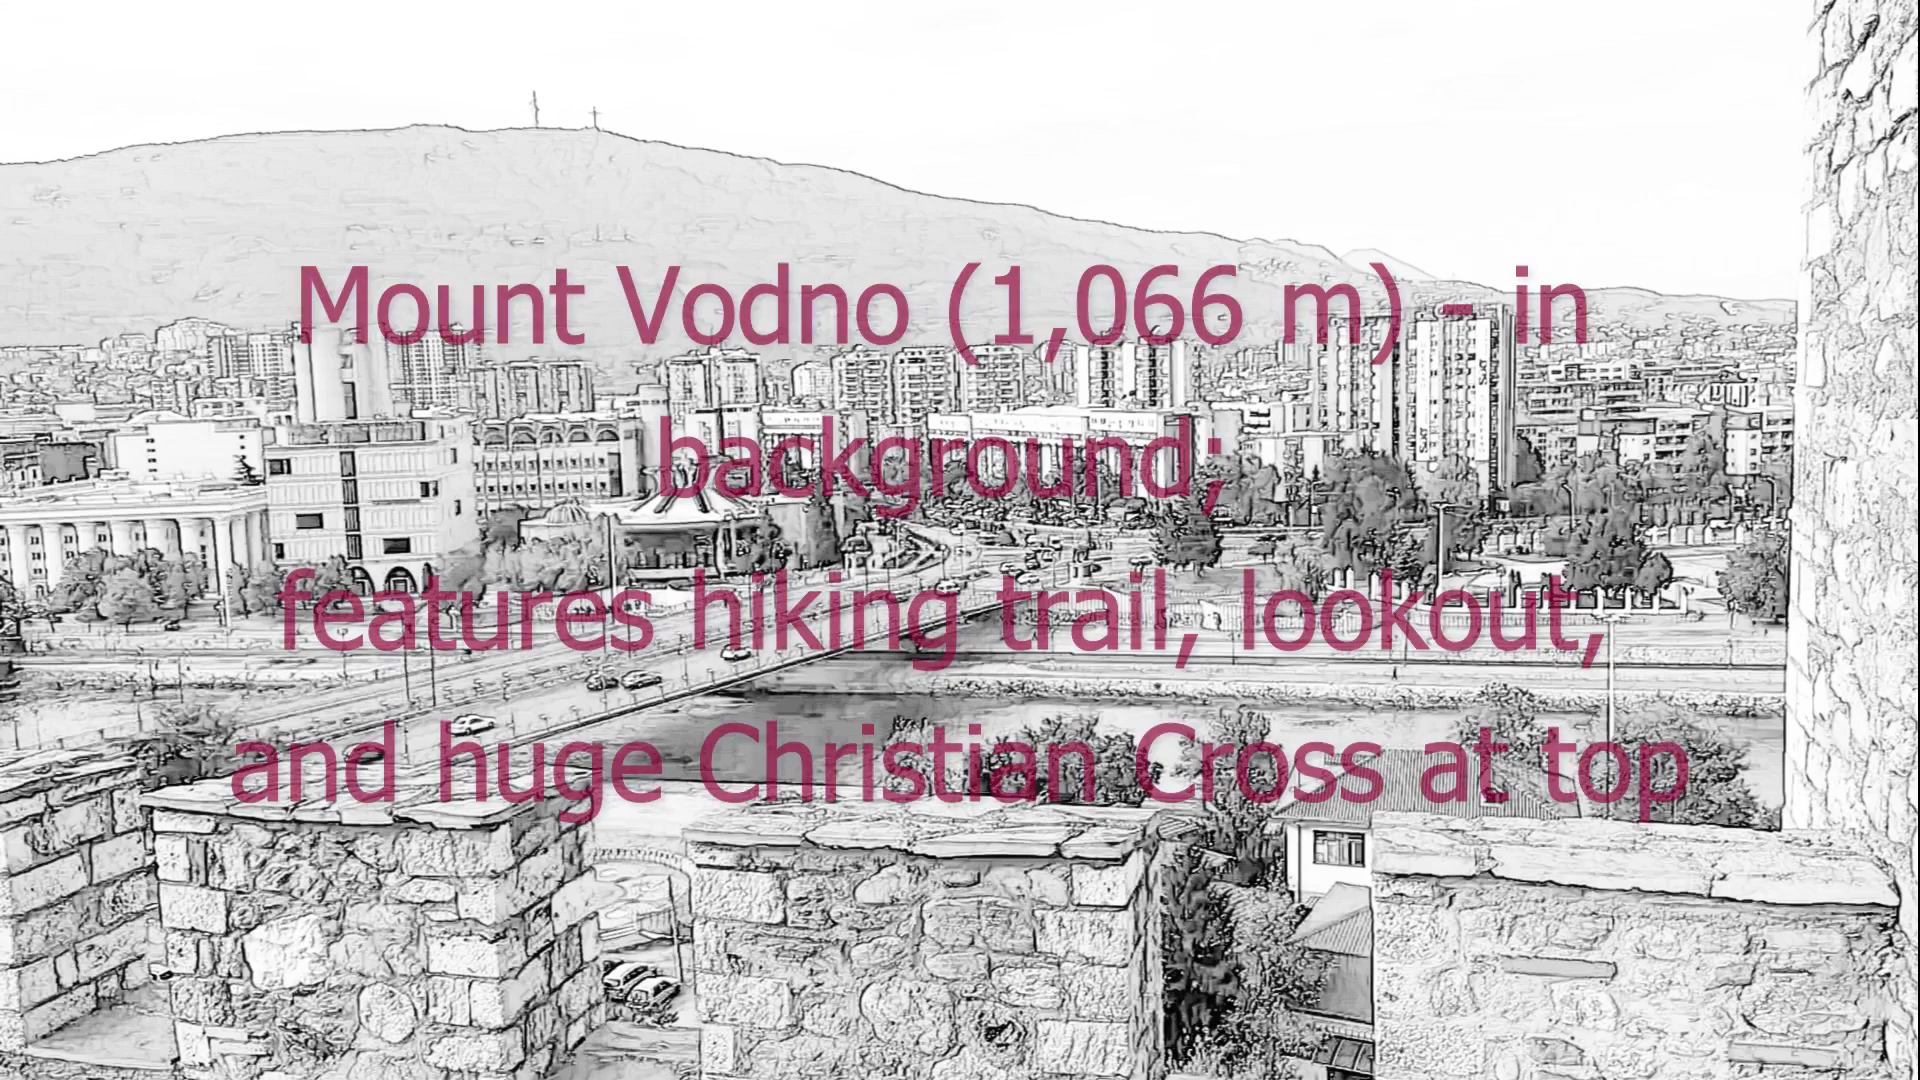 Mount Vodno (1,066 m) - in
background;
features hiking trail, lookout,
and huge Christian Cross at top